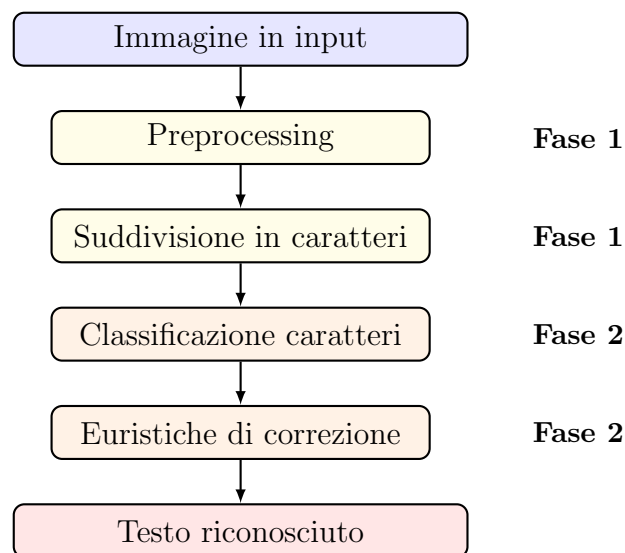 Immagine in input
Preprocessing Fase 1
Suddivisione in caratteri Fase 1
Classificazione caratteri Fase 2
Euristiche di correzione Fase 2
Testo riconosciuto